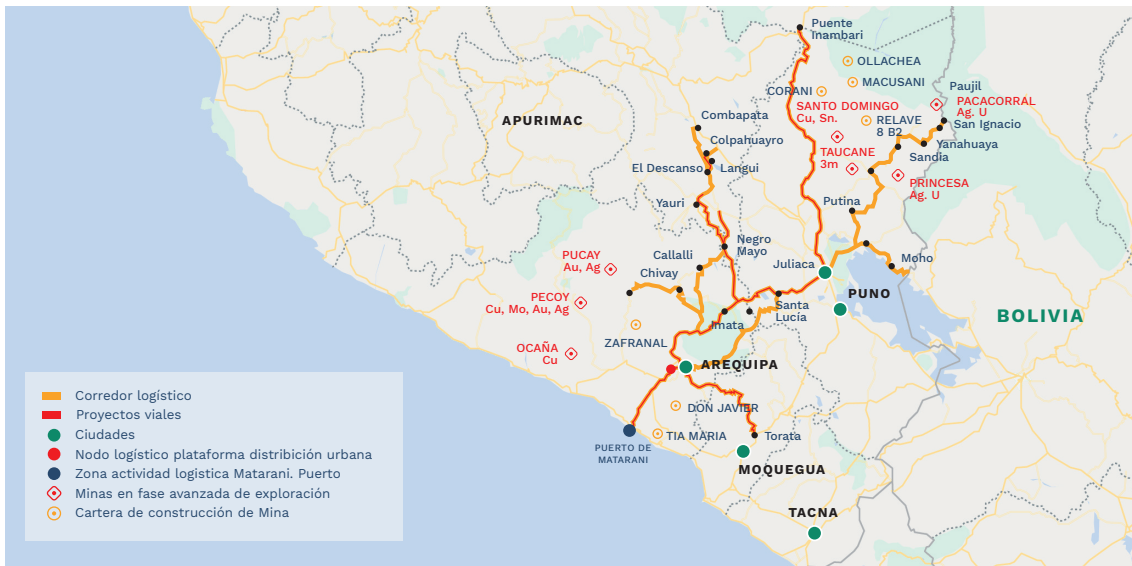 Puente
Inambari
OLLACHEA
MACUSANI
CORANI
Paujil
SANTO DOMINGO
Cu, Sn.
PACACORRAL
Ag. U
Combapata
APURIMAC
RELAVE
8 B2
San Ignacio
Colpahuayro
Yanahuaya
TAUCANE
3m
Sandia
El Descanso
Langui
PRINCESA
Ag. U
Yauri
Putina
Negro
Mayo
PUCAY
Au, Ag
Callalli
Juliaca
Moho
Chivay
PECOY
Cu, Mo, Au, Ag
PUNO
Santa
Lucía
BOLIVIA
Imata
ZAFRANAL
OCAÑA
Cu
AREQUIPA
DON JAVIER
TIA MARIA
Torata
PUERTO DE
MATARANI
MOQUEGUA
TACNA
Corredor logístico
Proyectos viales
Ciudades
Nodo logístico plataforma distribición urbana
Zona actividad logistica Matarani. Puerto
Minas en fase avanzada de exploración
Cartera de construcción de Mina